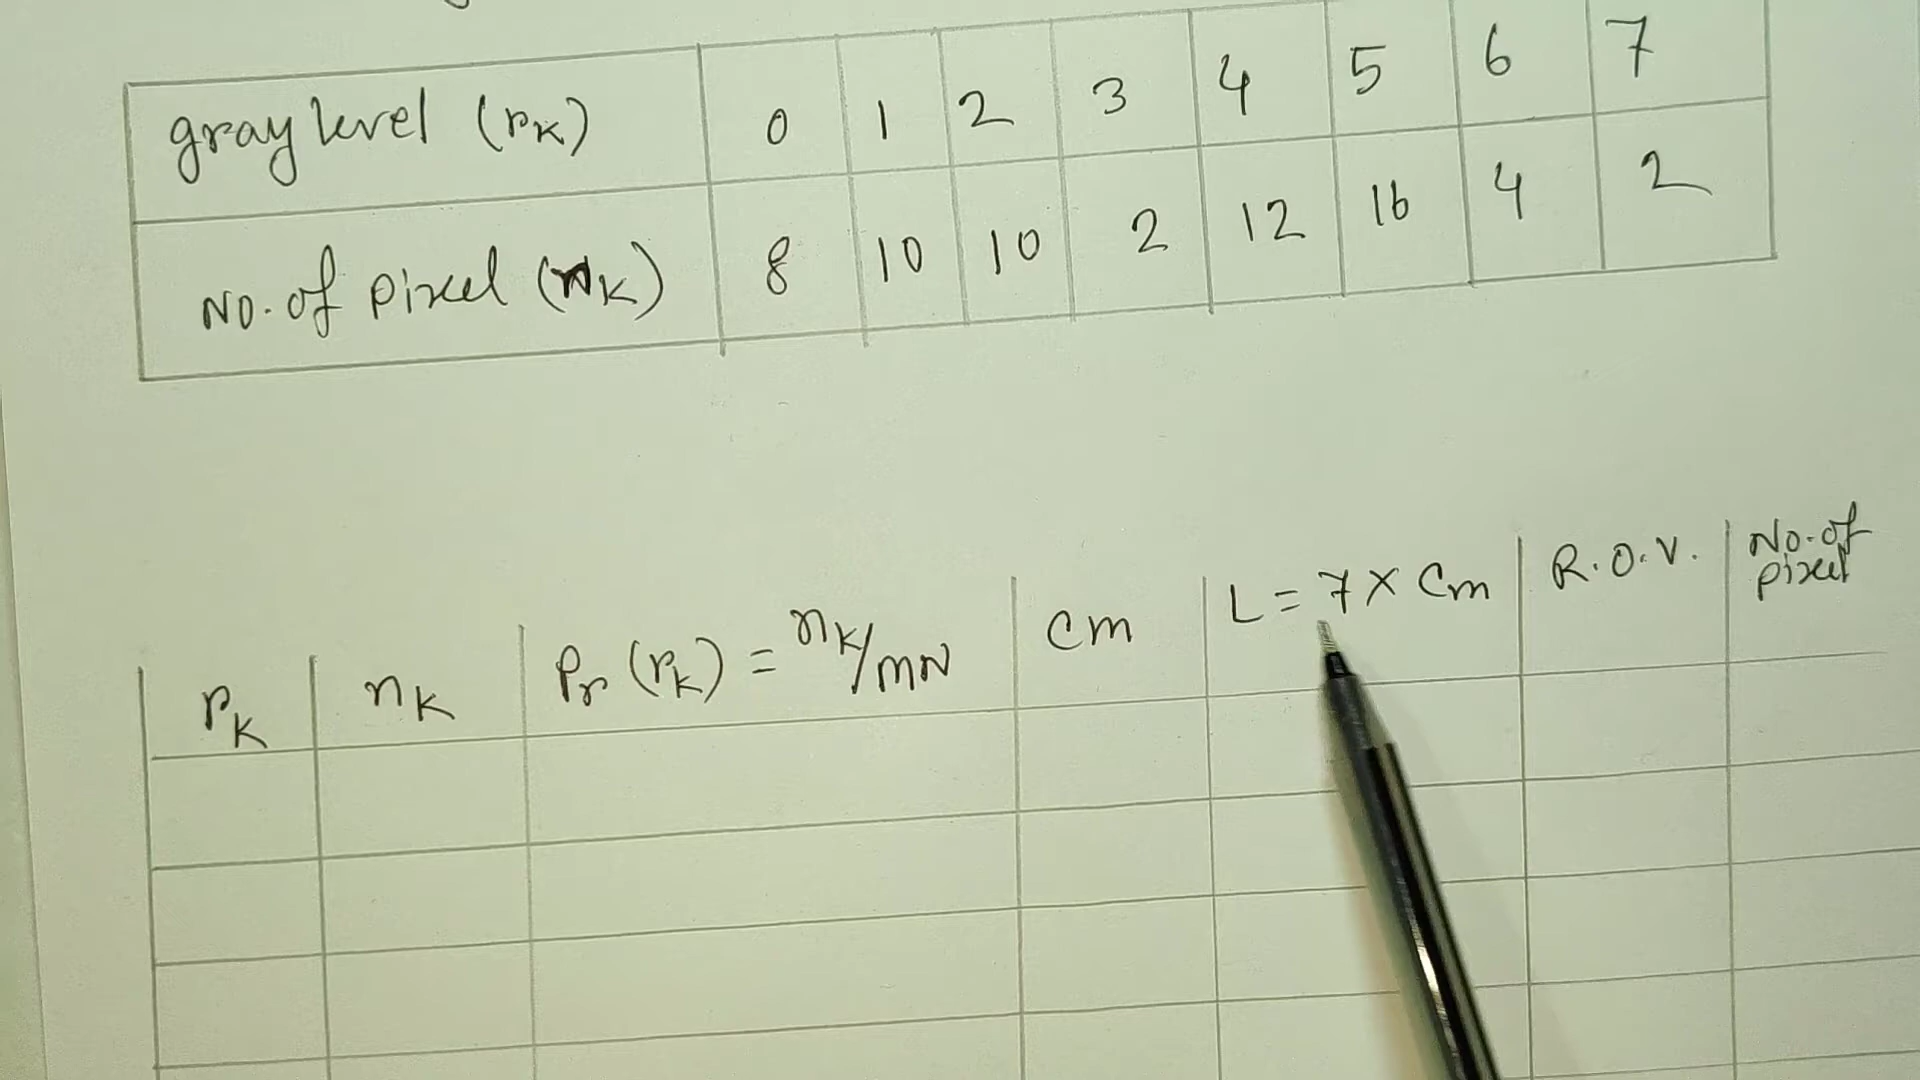 gray level (rK) 0 1 2 3 4 5 6 7
No. of pixel (nK) 8 10 10 2 12 16 4 2
rK nK Pr (rK) = nK/MN Cm L = 7 X Cm R.O.V. No. of pixel